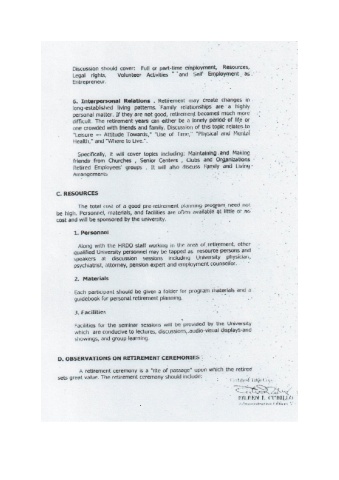 Discussion should cover: Full or part-time employment, Resources,
Legal rights, Volunteer Activities and Self Employment as
Entrepreneur.
6. Interpersonal Relations . Retirement may create changes in
long-established living patterns. Family relationships are a highly
personal matter. If they are not good, retirement becomes much more
difficult. The retirement years can either be a lonely period of life or
one crowded with friends and family. Discussion of this topic relates to
"Leisure -- Attitude Towards," "Use of Time," "Physical and Mental
Health," and "Where to Live.".
Specifically, it will cover topics including: Maintaining and Making
friends from Churches , Senior Centers , Clubs and Organizations
Retired Employees' groups . It will also discuss Family and Living
Arrangements.
C. RESOURCES
The total cost of a good pre-retirement planning program need not
be high. Personnel, materials, and facilities are often available at little or no
cost and will be sponsored by the university.
1. Personnel
Along with the HRDO staff working in the area of retirement, other
qualified University personnel may be tapped as resource persons and
speakers at discussion sessions including University physician,
psychiatrist, attorney, pension expert and employment counsellor.
2. Materials
Each participant should be given a folder for program materials and a
guidebook for personal retirement planning.
3. Facilities
Facilities for the seminar sessions will be provided by the University
which are conducive to lectures, discussions, audio-visual displays and
showings, and group learning.
D. OBSERVATIONS ON RETIREMENT CEREMONIES
A retirement ceremony is a "rite of passage" upon which the retiree
sets great value. The retirement ceremony should include:
Certified
EILEEN E. CUBILLO
Administrative Officer